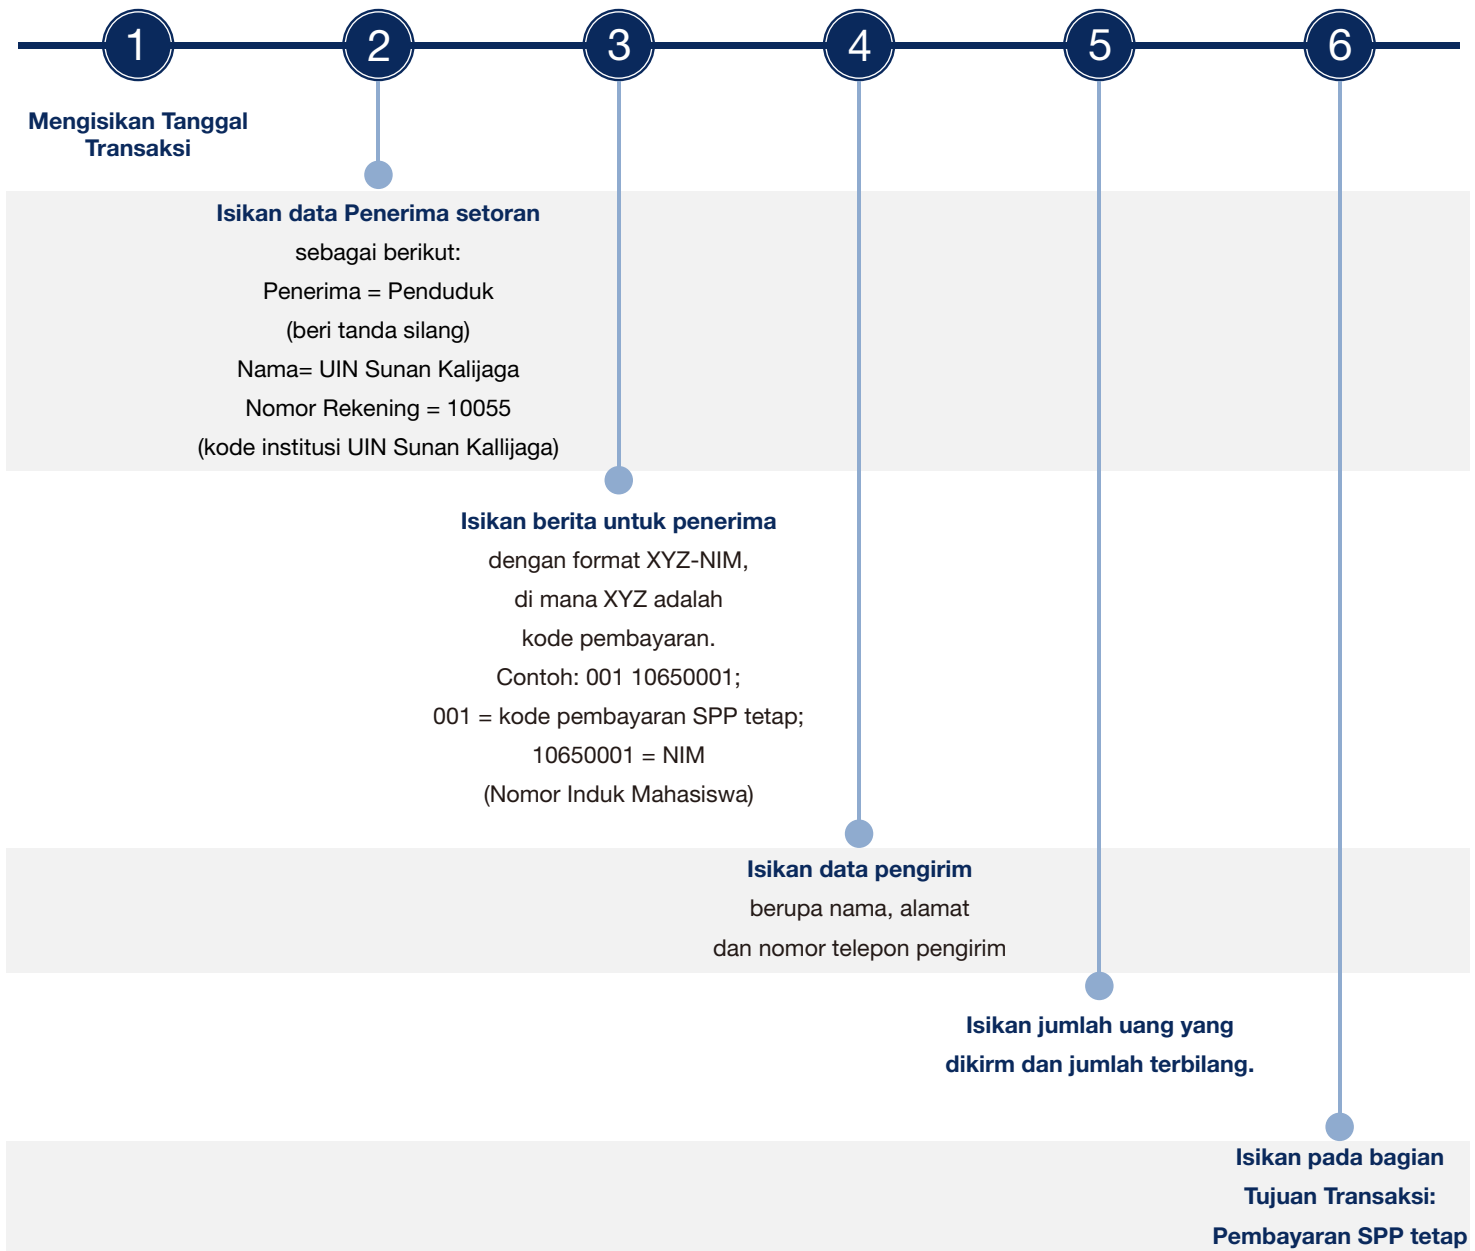 1 2 3 4 5 6
Mengisikan Tanggal
Transaksi
Isikan data Penerima setoran
sebagai berikut:
Penerima = Penduduk
(beri tanda silang)
Nama= UIN Sunan Kalijaga
Nomor Rekening = 10055
(kode institusi UIN Sunan Kallijaga)
Isikan berita untuk penerima
dengan format XYZ-NIM,
di mana XYZ adalah
kode pembayaran.
Contoh: 001 10650001;
001 = kode pembayaran SPP tetap;
10650001 = NIM
(Nomor Induk Mahasiswa)
Isikan data pengirim
berupa nama, alamat
dan nomor telepon pengirim
Isikan jumlah uang yang
dikirm dan jumlah terbilang.
Isikan pada bagian
Tujuan Transaksi:
Pembayaran SPP tetap